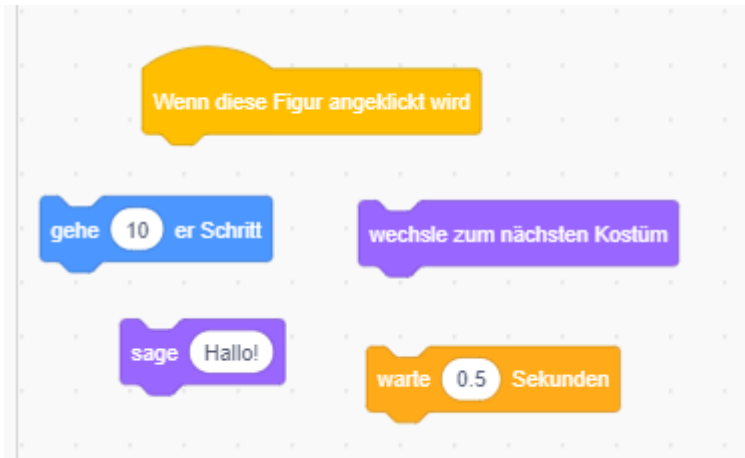 Wenn diese Figur angeklickt wird
gehe 10 er Schritt
wechsle zum nächsten Kostüm
sage Hallo!
warte 0.5 Sekunden